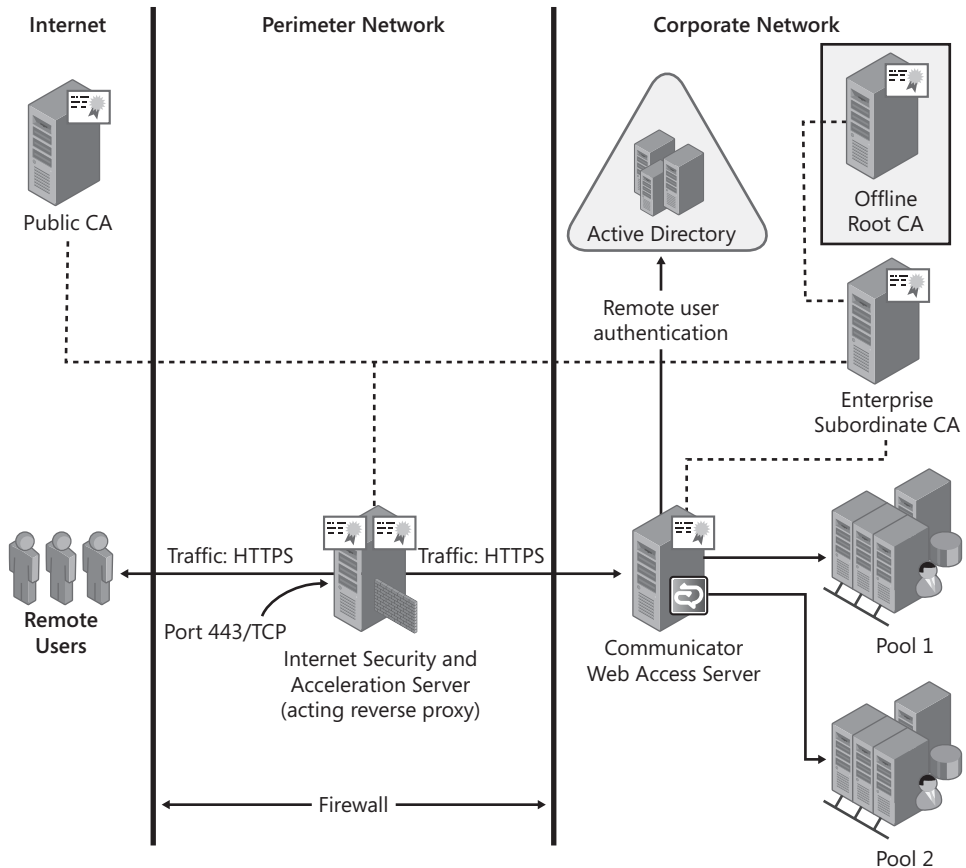 Internet
Perimeter Network
Corporate Network
Public CA
Active Directory
Offline
Root CA
Remote user
authentication
Enterprise
Subordinate CA
Traffic: HTTPS
Traffic: HTTPS
Remote
Users
Port 443/TCP
Internet Security and
Acceleration Server
(acting reverse proxy)
Communicator
Web Access Server
Pool 1
Firewall
Pool 2